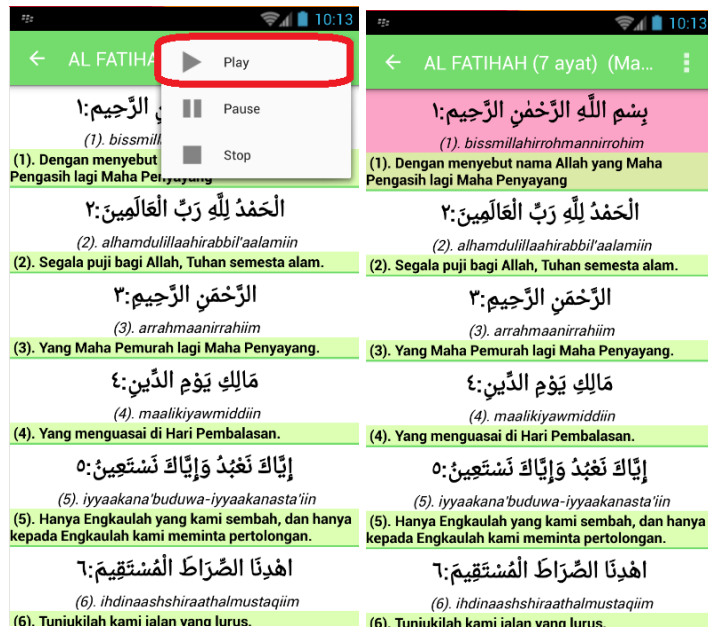 10:13
← AL FATIHA
Play
Pause
Stop
الرَّحِيم:١
(1). bissmill
(1). Dengan menyebut
Pengasih lagi Maha Penyayang
الْحَمْدُ لِلَّهِ رَبِّ الْعَالَمِينَ:٢
(2). alhamdulillaahirabbil'aalamiin
(2). Segala puji bagi Allah, Tuhan semesta alam.
الرَّحْمَنِ الرَّحِيمِ:٣
(3). arrahmaanirrahiim
(3). Yang Maha Pemurah lagi Maha Penyayang.
مَالِكِ يَوْمِ الدِّينِ:٤
(4). maalikiyawmiddiin
(4). Yang menguasai di Hari Pembalasan.
إِيَّاكَ نَعْبُدُ وَإِيَّاكَ نَسْتَعِينُ:٥
(5). iyyaakana'buduwa-iyyaakanasta'iin
(5). Hanya Engkaulah yang kami sembah, dan hanya
kepada Engkaulah kami meminta pertolongan.
اهْدِنَا الصِّرَاطَ الْمُسْتَقِيمَ:٦
(6). ihdinaashshiraathalmustaqiim
(6). Tunjukilah kami jalan yang lurus.
10:13
← AL FATIHAH (7 ayat) (Ma...
بِسْمِ اللَّهِ الرَّحْمٰنِ الرَّحِيم:١
(1). bissmillahirrohmannirrohim
(1). Dengan menyebut nama Allah yang Maha
Pengasih lagi Maha Penyayang
الْحَمْدُ لِلَّهِ رَبِّ الْعَالَمِينَ:٢
(2). alhamdulillaahirabbil'aalamiin
(2). Segala puji bagi Allah, Tuhan semesta alam.
الرَّحْمَنِ الرَّحِيمِ:٣
(3). arrahmaanirrahiim
(3). Yang Maha Pemurah lagi Maha Penyayang.
مَالِكِ يَوْمِ الدِّينِ:٤
(4). maalikiyawmiddiin
(4). Yang menguasai di Hari Pembalasan.
إِيَّاكَ نَعْبُدُ وَإِيَّاكَ نَسْتَعِينُ:٥
(5). iyyaakana'buduwa-iyyaakanasta'iin
(5). Hanya Engkaulah yang kami sembah, dan hanya
kepada Engkaulah kami meminta pertolongan.
اهْدِنَا الصِّرَاطَ الْمُسْتَقِيمَ:٦
(6). ihdinaashshiraathalmustaqiim
(6). Tunjukilah kami jalan yang lurus.